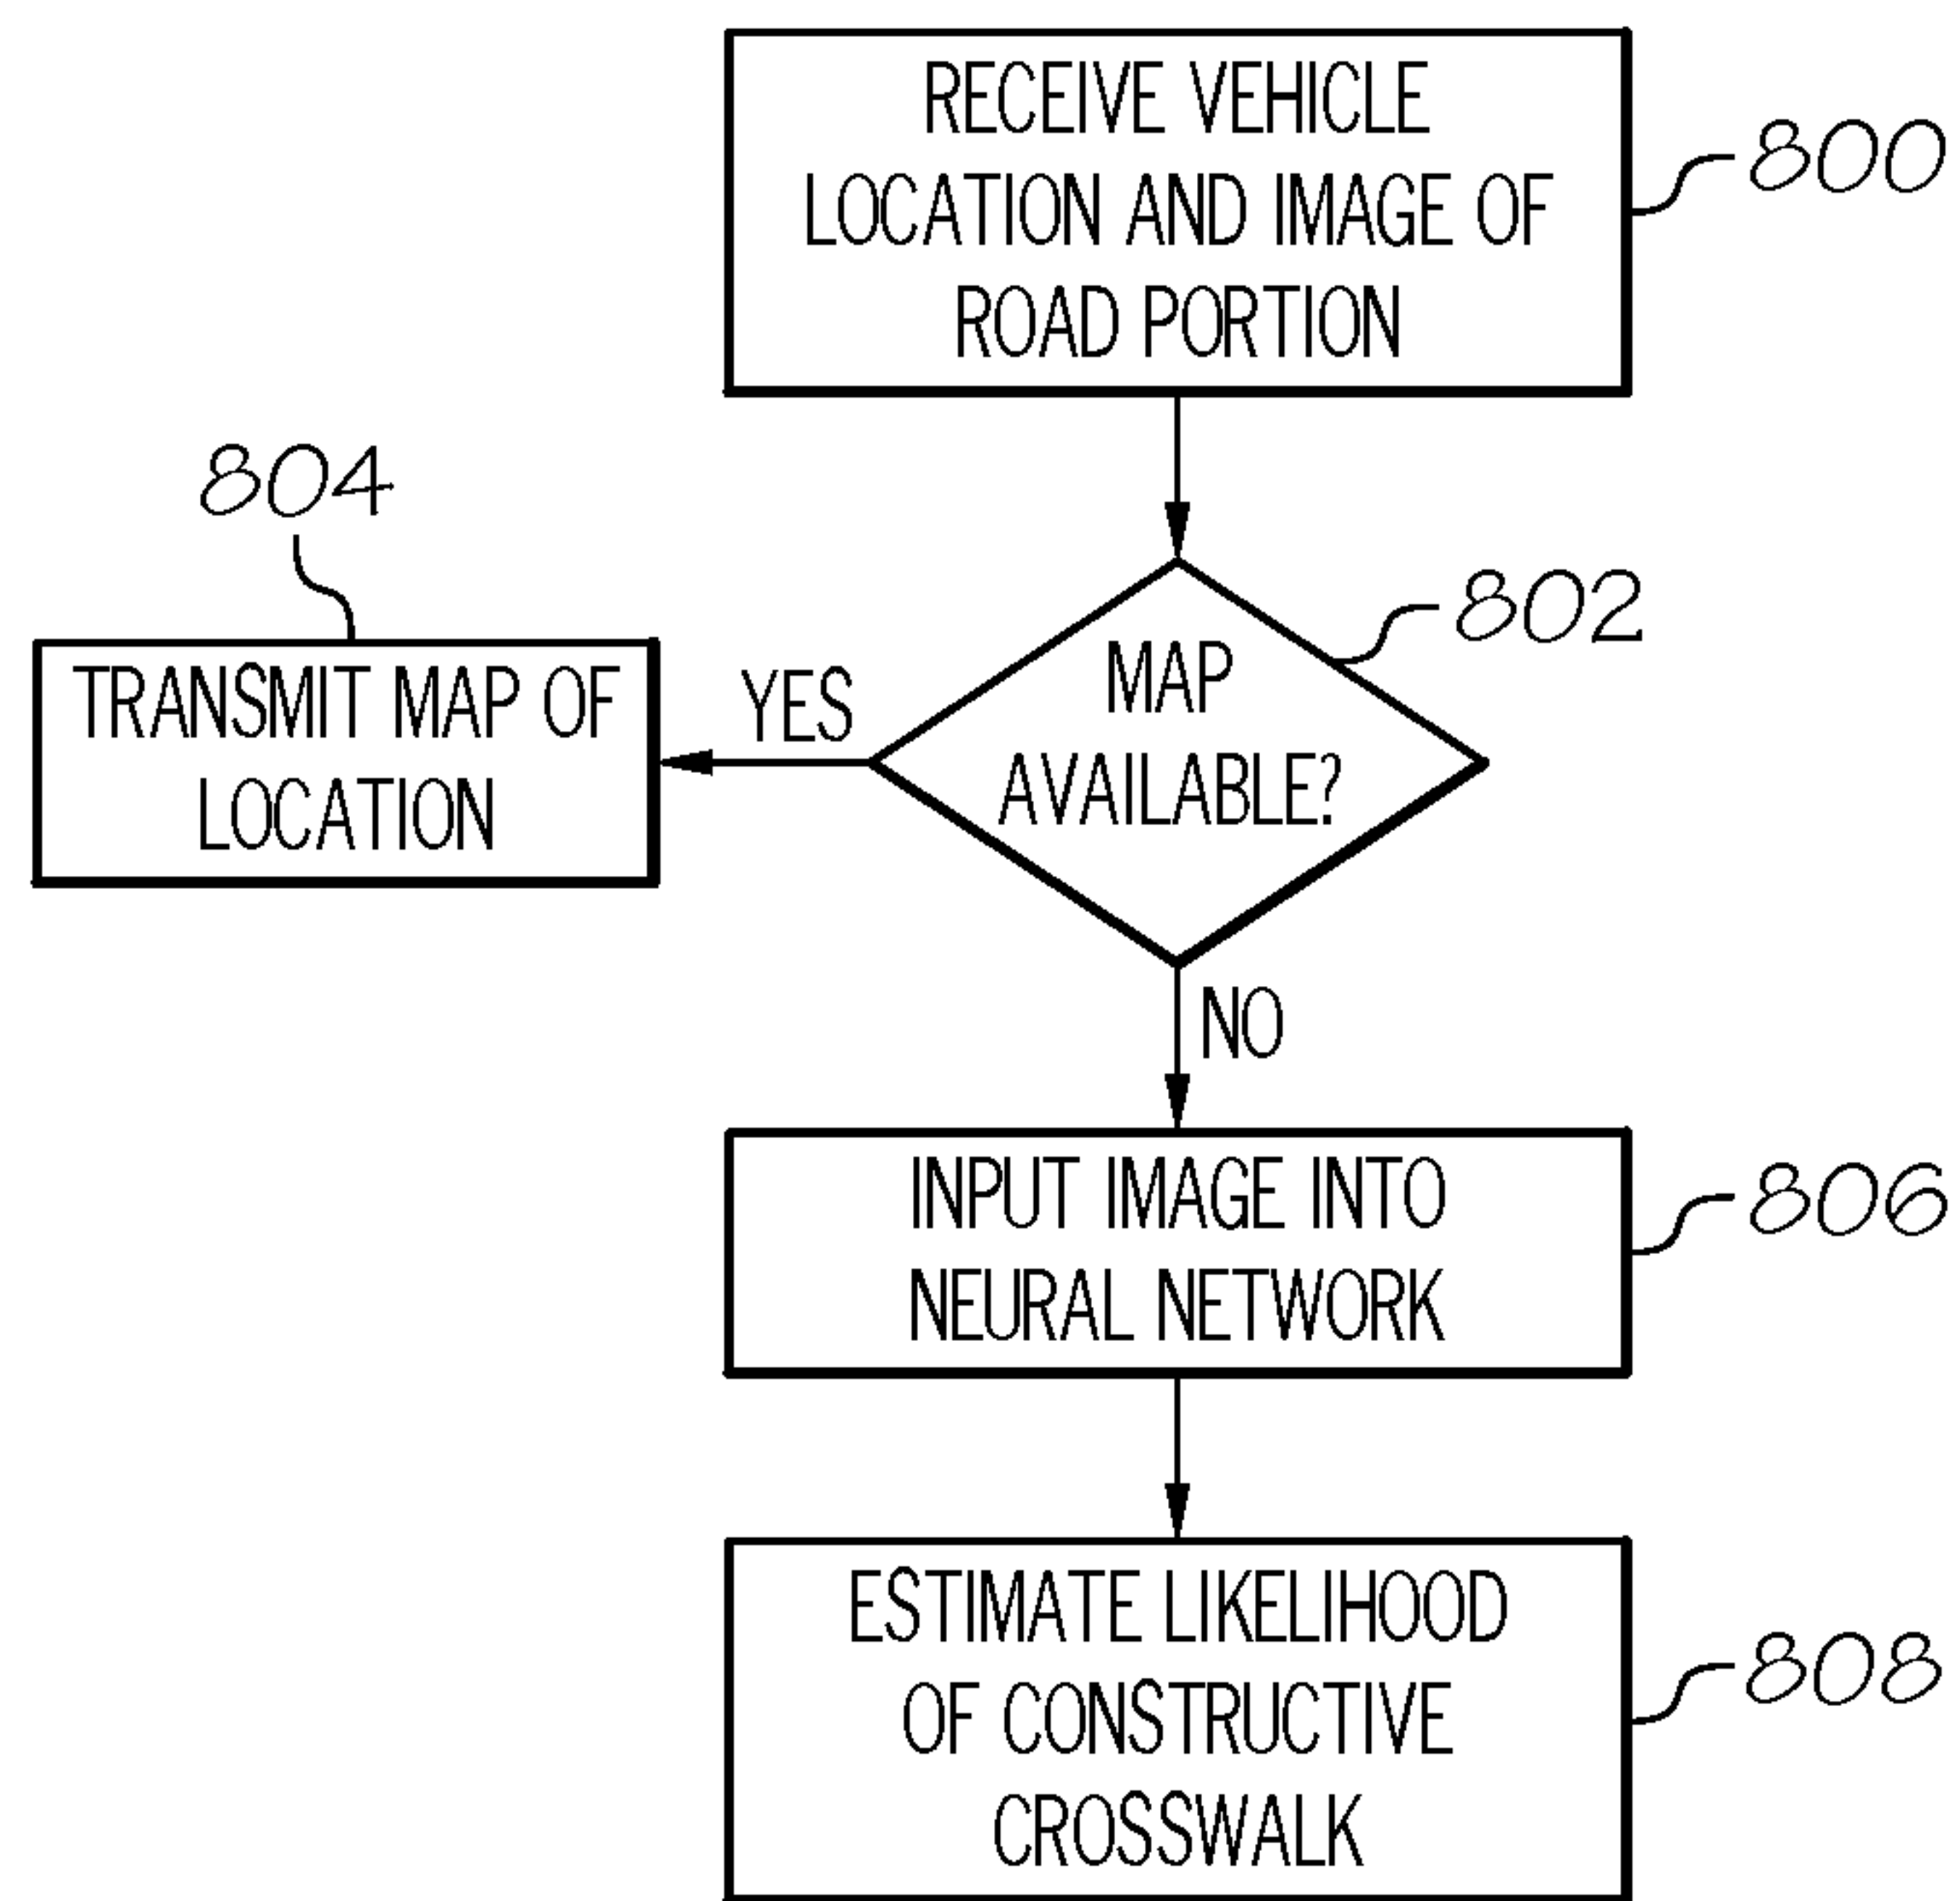 RECEIVE VEHICLE
LOCATION AND IMAGE OF
ROAD PORTION
800
802
MAP
AVAILABLE?
YES
804
TRANSMIT MAP OF
LOCATION
NO
INPUT IMAGE INTO
NEURAL NETWORK
806
ESTIMATE LIKELIHOOD
OF CONSTRUCTIVE
CROSSWALK
808